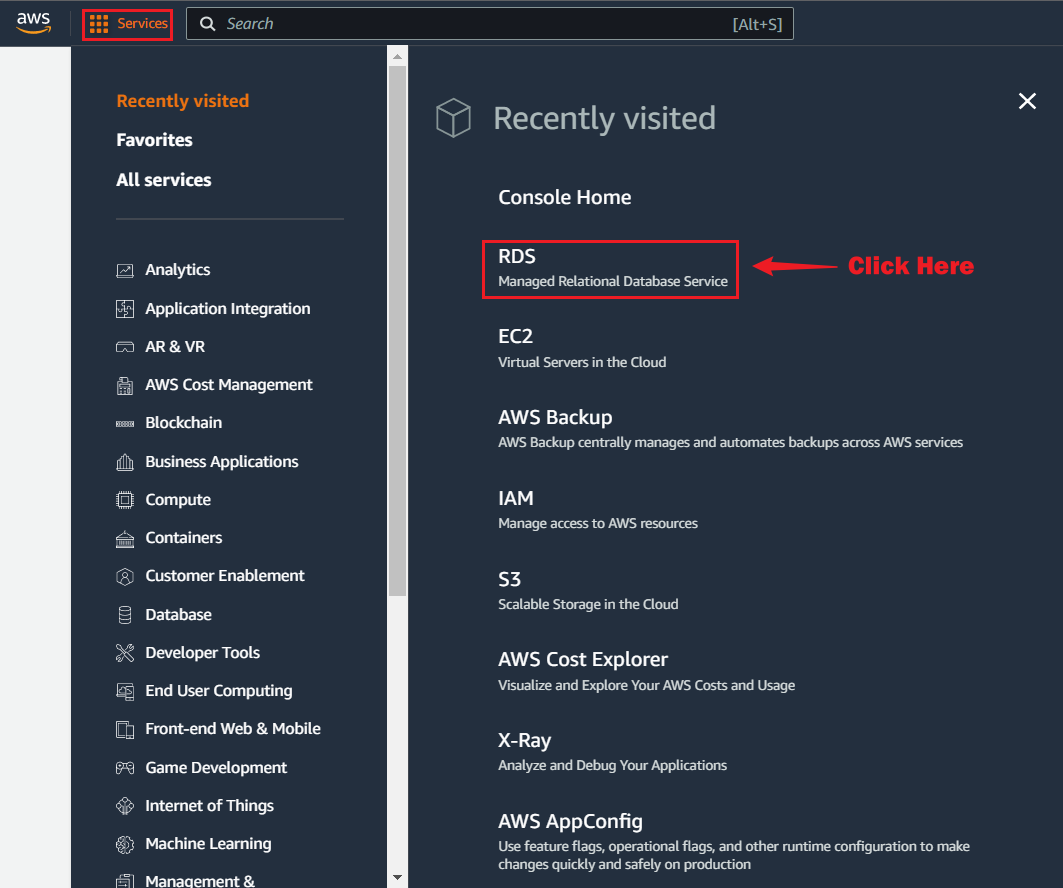 aws
Services
Search
[Alt+S]
Recently visited
Favorites
All services
Analytics
Application Integration
AR & VR
AWS Cost Management
Blockchain
Business Applications
Compute
Containers
Customer Enablement
Database
Developer Tools
End User Computing
Front-end Web & Mobile
Game Development
Internet of Things
Machine Learning
Management &
Recently visited
Console Home
RDS
Managed Relational Database Service
Click Here
EC2
Virtual Servers in the Cloud
AWS Backup
AWS Backup centrally manages and automates backups across AWS services
IAM
Manage access to AWS resources
S3
Scalable Storage in the Cloud
AWS Cost Explorer
Visualize and Explore Your AWS Costs and Usage
X-Ray
Analyze and Debug Your Applications
AWS AppConfig
Use feature flags, operational flags, and other runtime configuration to make
changes quickly and safely on production